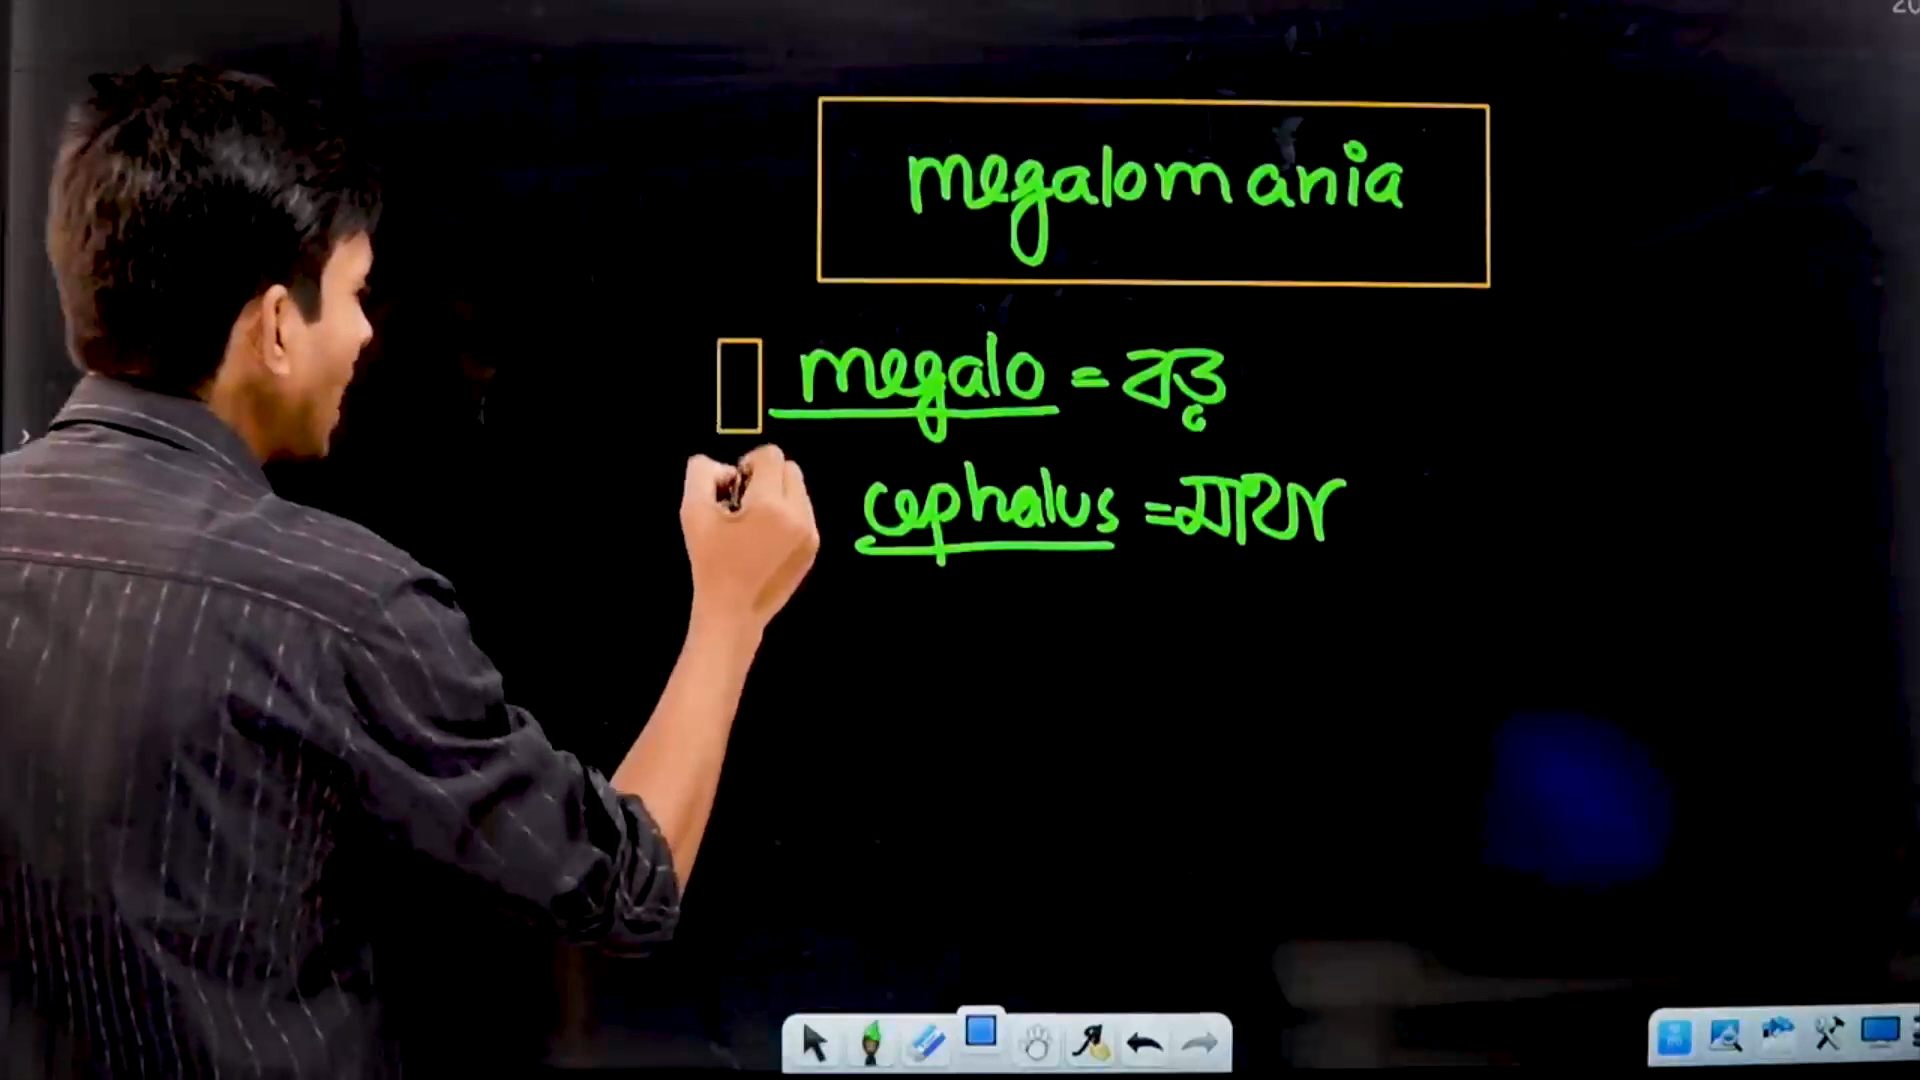 megalomania
megalo = বড়
cephalus = মাথা